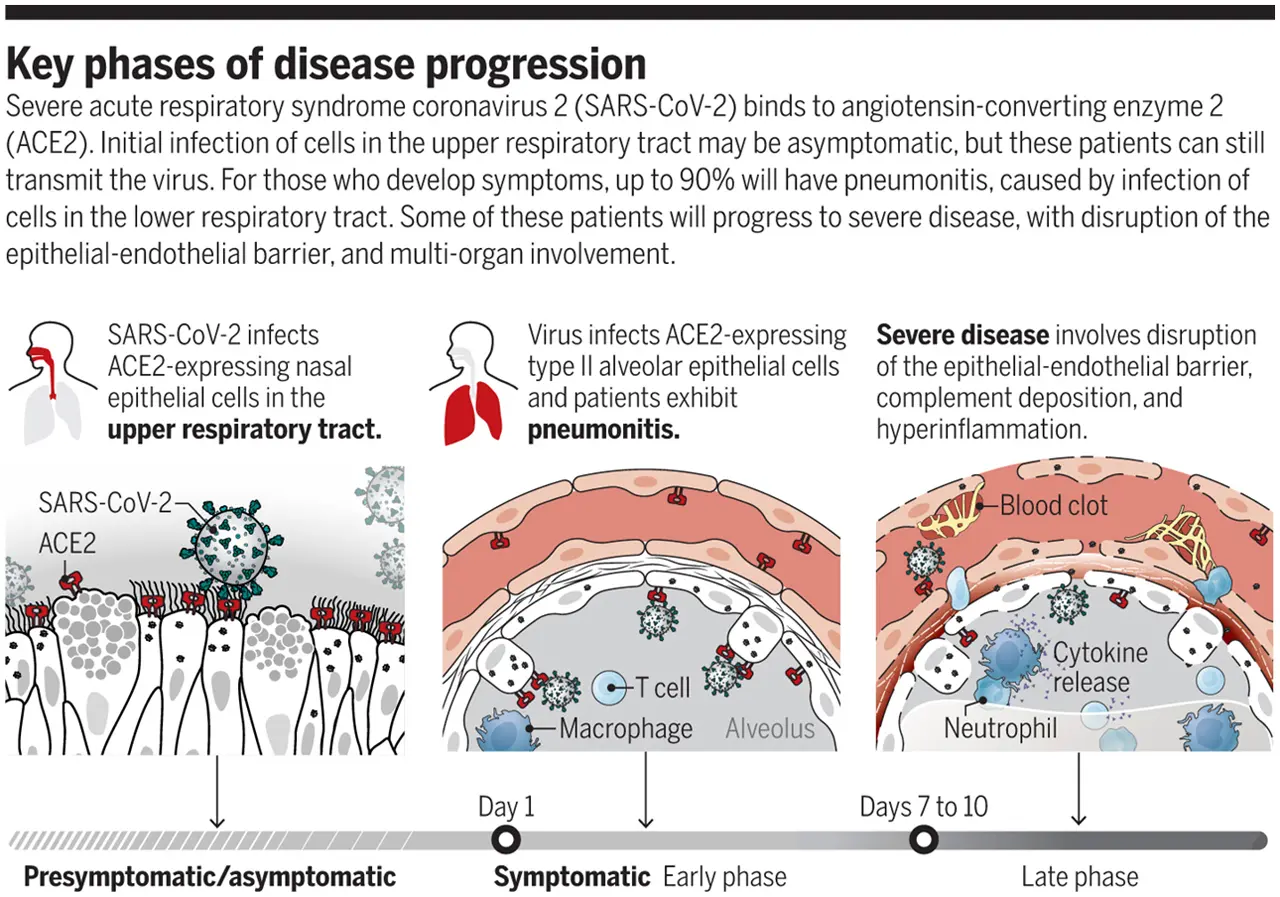 Key phases of disease progression
Severe acute respiratory syndrome coronavirus 2 (SARS-CoV-2) binds to angiotensin-converting enzyme 2
(ACE2). Initial infection of cells in the upper respiratory tract may be asymptomatic, but these patients can still
transmit the virus. For those who develop symptoms, up to 90% will have pneumonitis, caused by infection of
cells in the lower respiratory tract. Some of these patients will progress to severe disease, with disruption of the
epithelial-endothelial barrier, and multi-organ involvement.
SARS-CoV-2 infects
ACE2-expressing nasal
epithelial cells in the
upper respiratory tract.
Virus infects ACE2-expressing
type II alveolar epithelial cells
and patients exhibit
pneumonitis.
Severe disease involves disruption
of the epithelial-endothelial barrier,
complement deposition, and
hyperinflammation.
SARS-CoV-2
ACE2
T cell
Macrophage
Alveolus
Blood clot
Cytokine
release
Neutrophil
Day 1
Days 7 to 10
Presymptomatic/asymptomatic
Symptomatic Early phase
Late phase